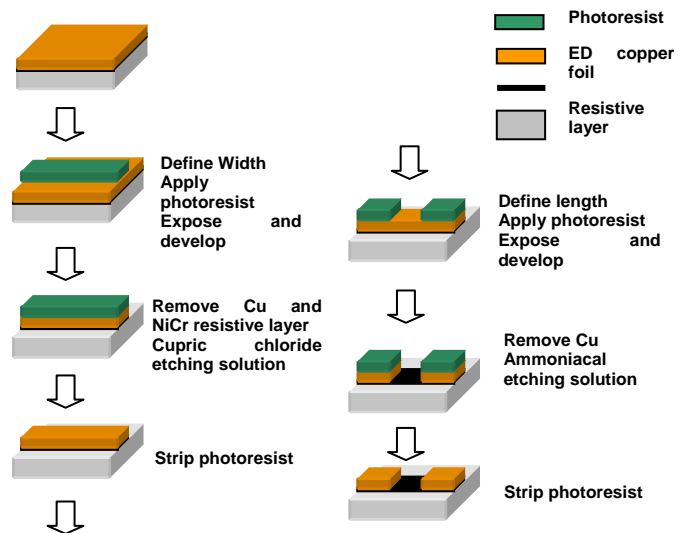 Photoresist
ED copper
foil
Resistive
layer
Define Width
Apply
photoresist
Expose and
develop
Remove Cu and
NiCr resistive layer
Cupric chloride
etching solution
Strip photoresist
Define length
Apply photoresist
Expose and
develop
Remove Cu
Ammoniacal
etching solution
Strip photoresist